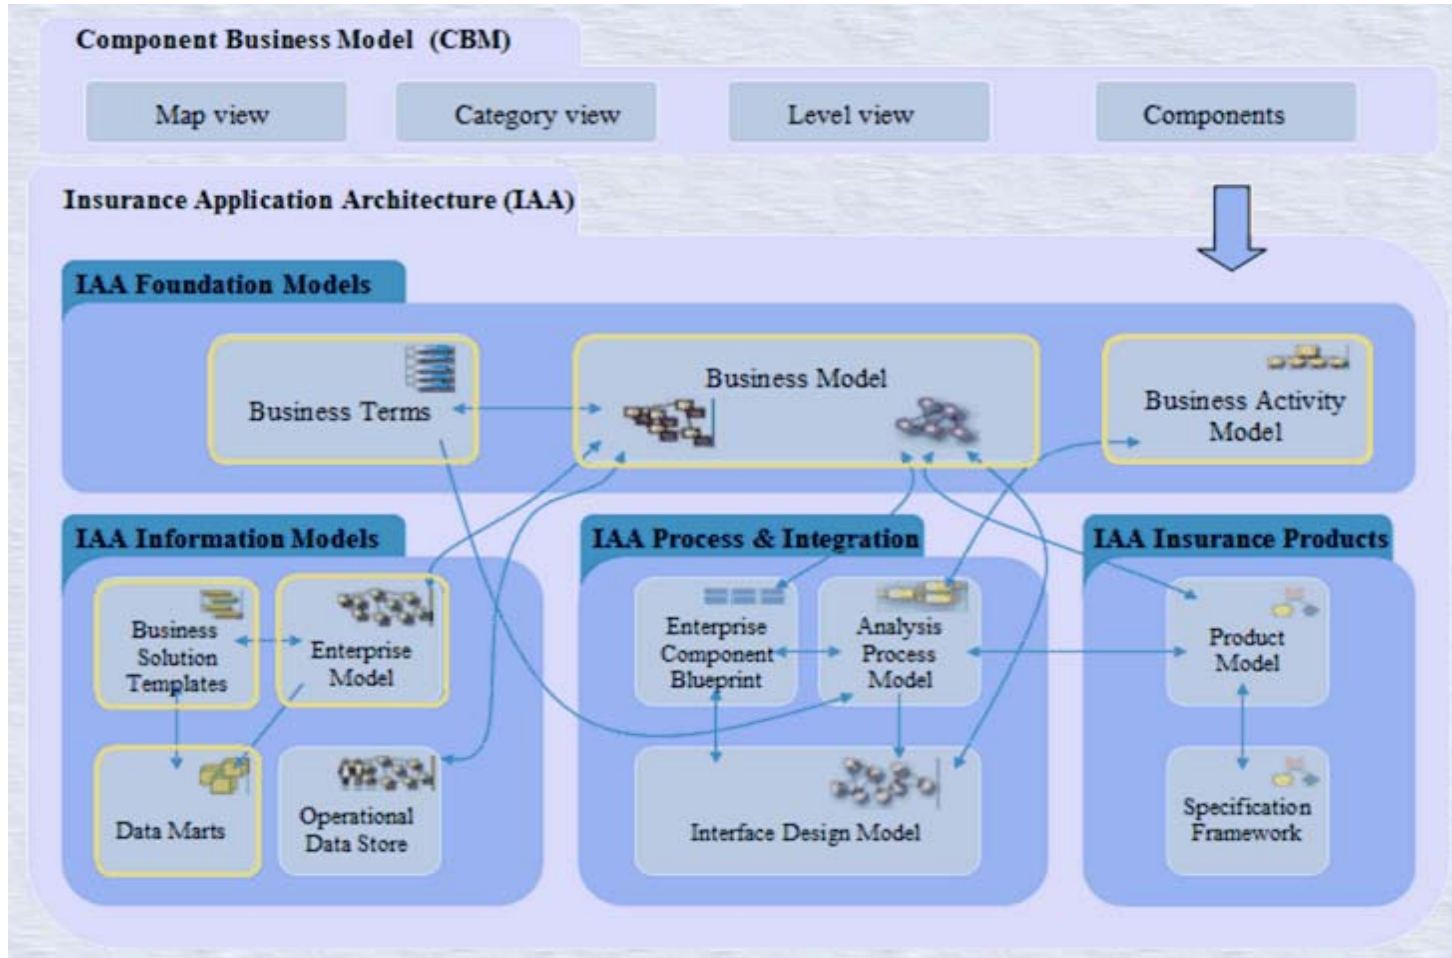 Component Business Model (CBM)
Map view
Category view
Level view
Components
Insurance Application Architecture (IAA)
IAA Foundation Models
Business Terms
Business Model
Business Activity
Model
IAA Information Models
Business
Solution
Templates
Enterprise
Model
Data Marts
Operational
Data Store
IAA Process & Integration
Enterprise
Component
Blueprint
Analysis
Process
Model
Interface Design Model
IAA Insurance Products
Product
Model
Specification
Framework